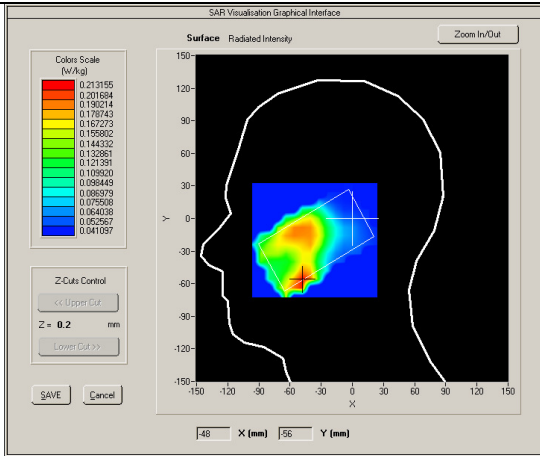 SAR Visualisation Graphical Interface
Surface Radiated Intensity
Zoom In/Out
Colors Scale
(W/kg)
0.213155
0.201684
0.190214
0.178743
0.167273
0.155802
0.144332
0.132861
0.121391
0.109920
0.098449
0.086979
0.075508
0.064038
0.052567
0.041097
Z-Cuts Control
<< Upper Cut
Z = 0.2 mm
Lower Cut >>
SAVE Cancel
150
120
90
60
30
0
-30
-60
-90
-120
-150
Y
-150 -120 -90 -60 -30 0 30 60 90 120 150
X
-48 X (mm) -56 Y (mm)